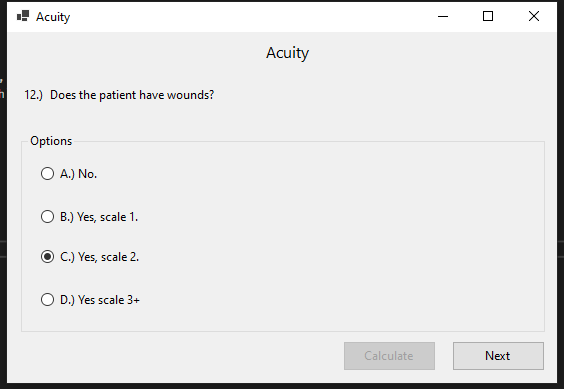 Acuity
Acuity
12.) Does the patient have wounds?
Options
A.) No.
B.) Yes, scale 1.
C.) Yes, scale 2.
D.) Yes scale 3+
Calculate
Next